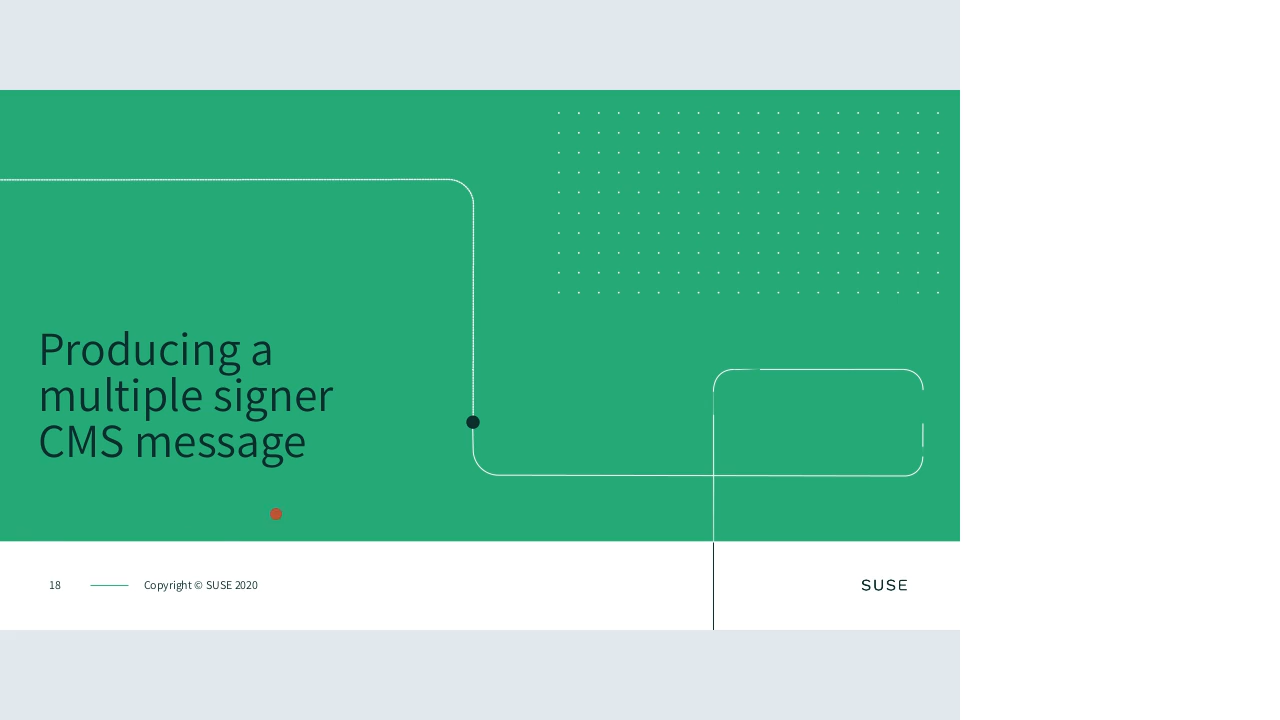 Producing a
multiple signer
CMS message
18
Copyright © SUSE 2020
SUSE